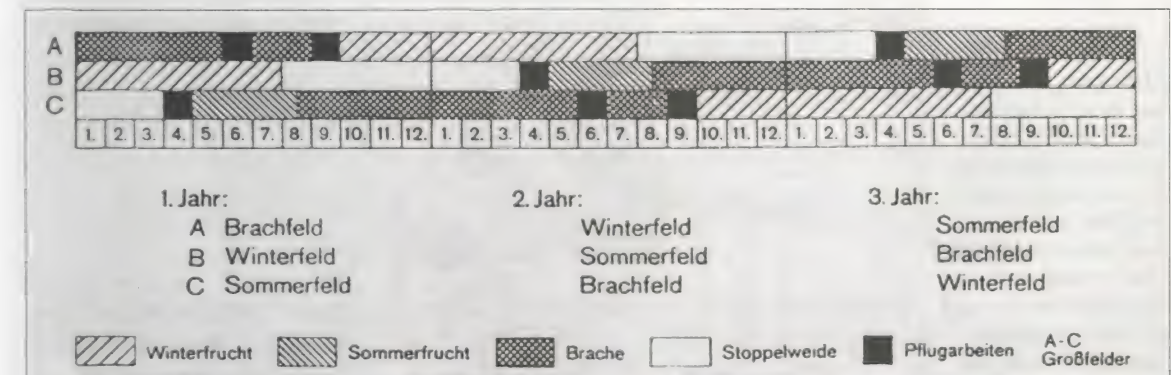 A
B
C
1. 2. 3. 4. 5. 6. 7. 8. 9. 10. 11. 12. 1. 2. 3. 4. 5. 6. 7. 8. 9. 10. 11. 12. 1. 2. 3. 4. 5. 6. 7. 8. 9. 10. 11. 12.
1. Jahr: 2. Jahr: 3. Jahr:
A Brachfeld Winterfeld Sommerfeld
B Winterfeld Sommerfeld Brachfeld
C Sommerfeld Brachfeld Winterfeld
Winterfrucht Sommerfrucht Brache Stoppelweide Pflugarbeiten A-C
Großfelder